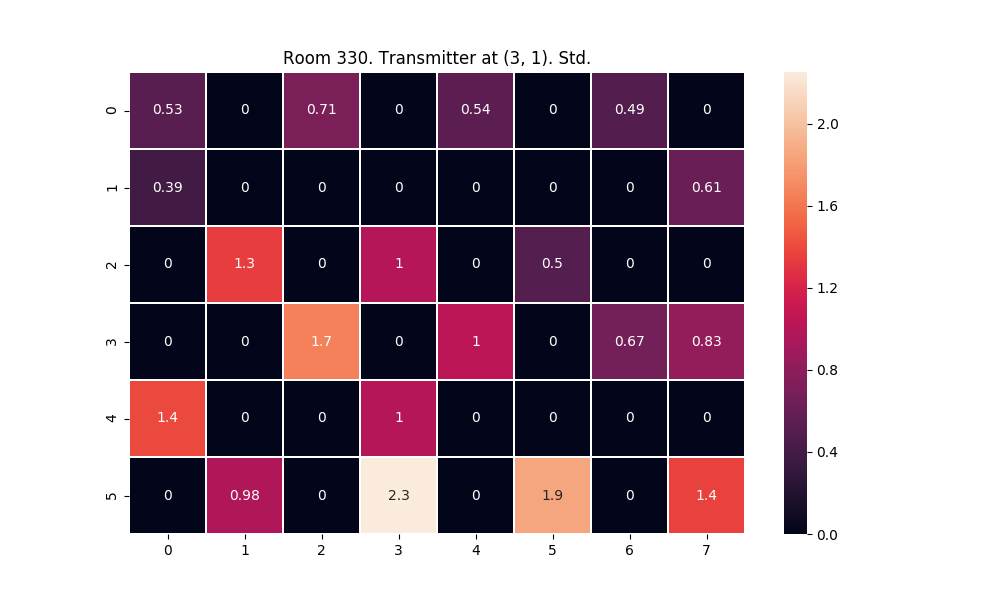 Room 330. Transmitter at (3, 1). Std.
0 0.53 0 0.71 0 0.54 0 0.49 0
1 0.39 0 0 0 0 0 0 0.61
2 0 1.3 0 1 0 0.5 0 0
3 0 0 1.7 0 1 0 0.67 0.83
4 1.4 0 0 1 0 0 0 0
5 0 0.98 0 2.3 0 1.9 0 1.4
0 1 2 3 4 5 6 7
2.0
1.6
1.2
0.8
0.4
0.0